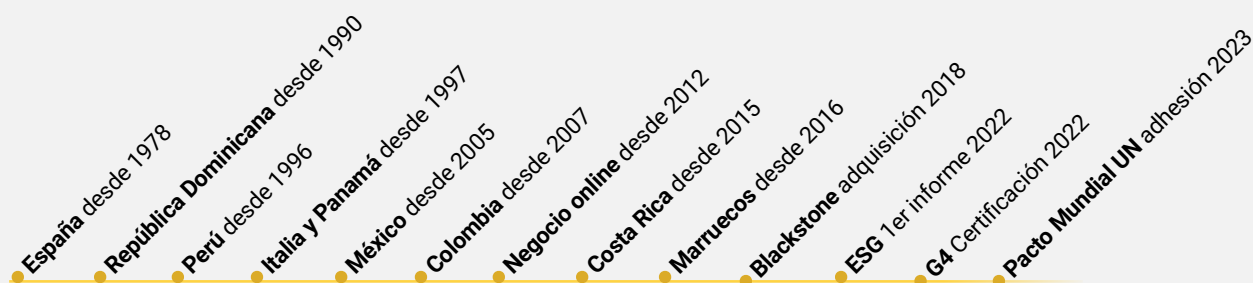 España desde 1978
República Dominicana desde 1990
Perú desde 1996
Italia y Panamá desde 1997
México desde 2005
Colombia desde 2007
Negocio online desde 2012
Costa Rica desde 2015
Marruecos desde 2016
Blackstone adquisición 2018
ESG 1er informe 2022
G4 Certificación 2022
Pacto Mundial UN adhesión 2023